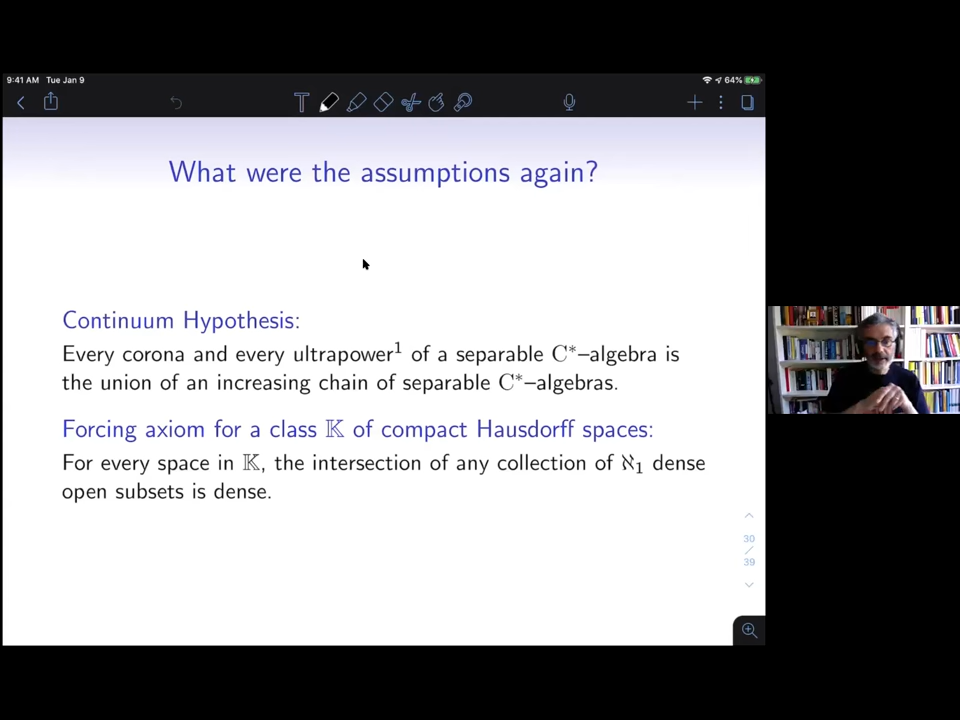 9:41 AM Tue Jan 9
64%
What were the assumptions again?
Continuum Hypothesis:
Every corona and every ultrapower¹ of a separable C*–algebra is
the union of an increasing chain of separable C*–algebras.
Forcing axiom for a class 𝕂 of compact Hausdorff spaces:
For every space in 𝕂, the intersection of any collection of ℵ₁ dense
open subsets is dense.
30
/
39